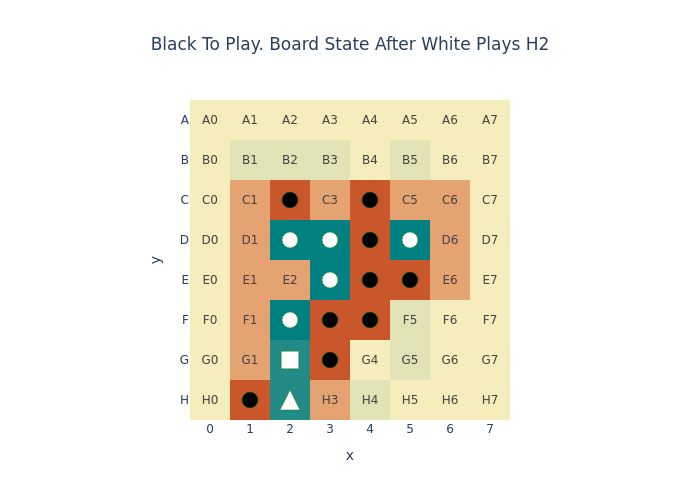 Black To Play. Board State After White Plays H2
A A0 A1 A2 A3 A4 A5 A6 A7
B B0 B1 B2 B3 B4 B5 B6 B7
C C0 C1 C3 C5 C6 C7
D D0 D1 D6 D7
E E0 E1 E2 E6 E7
F F0 F1 F5 F6 F7
G G0 G1 G4 G5 G6 G7
H H0 H3 H4 H5 H6 H7
0 1 2 3 4 5 6 7
x
y